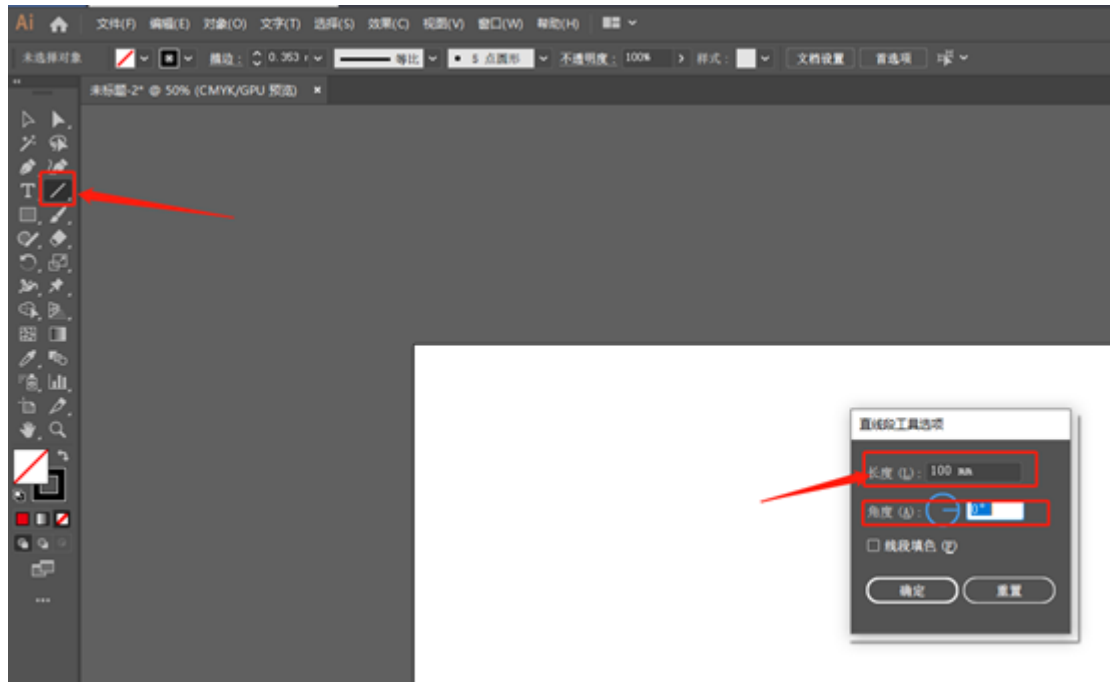 Ai 文件(F) 编辑(E) 对象(O) 文字(T) 选择(S) 效果(C) 视图(V) 窗口(W) 帮助(H)
未选择对象 描边: 0.353 等比 5 点圆形 不透明度: 100% 样式: 文档设置 首选项
未标题-2* @ 50% (CMYK/GPU 预览) ×
T
直线段工具选项
长度 (L): 100 mm
角度 (A): 0°
线段填色 (F)
确定 重置